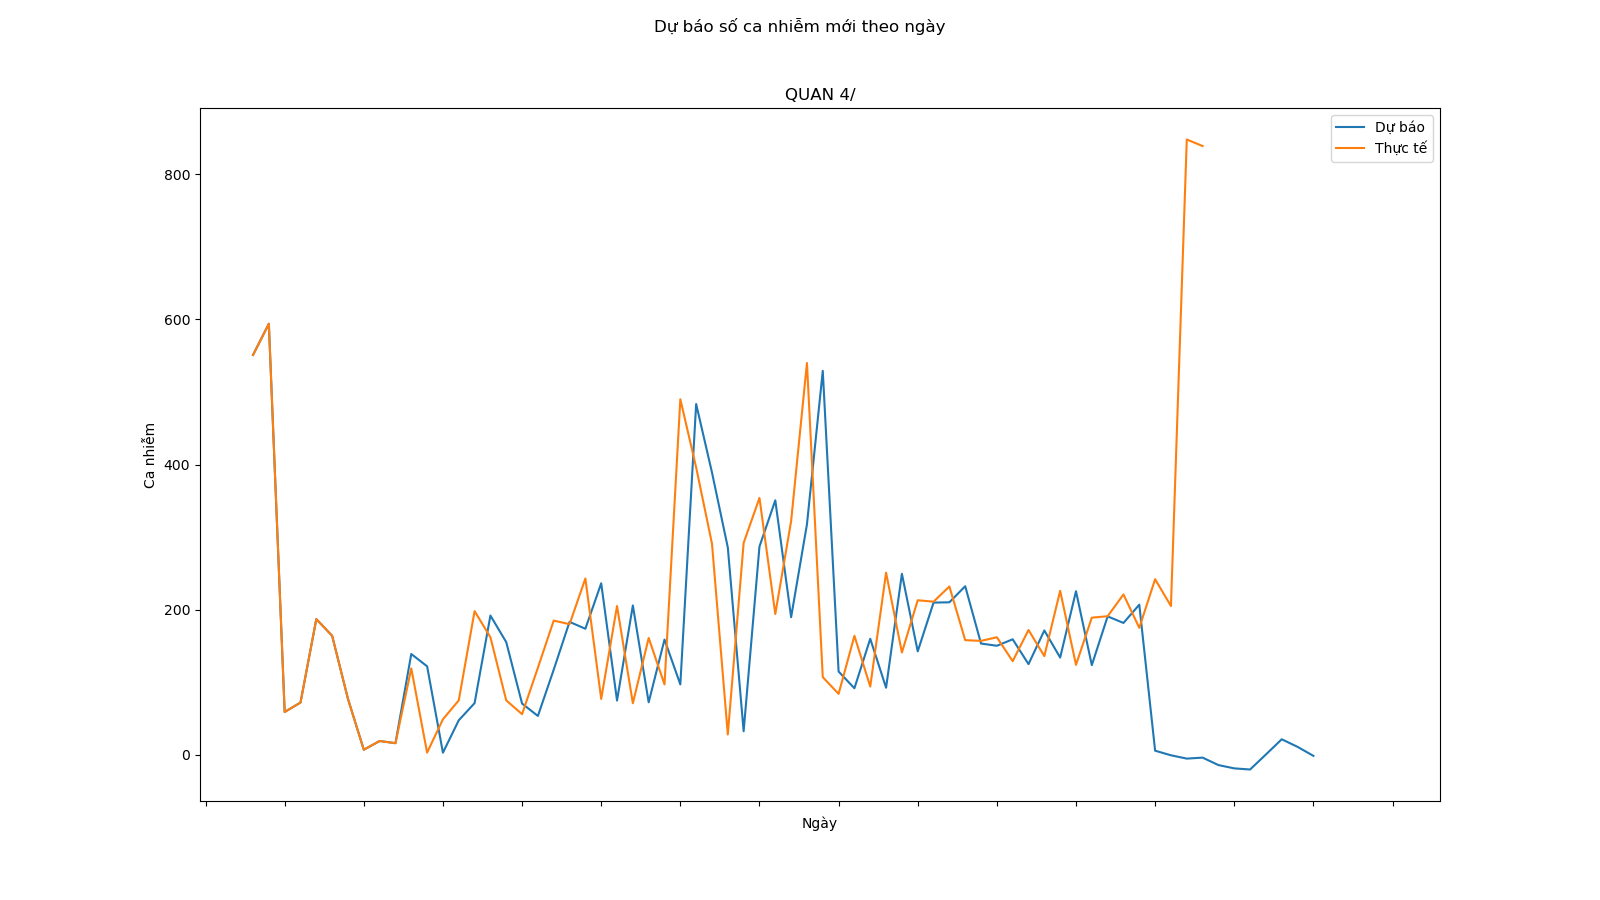 Dự báo số ca nhiễm mới theo ngày
QUAN 4/
Dự báo
Thực tế
800
600
400
200
0
Ca nhiễm
Ngày